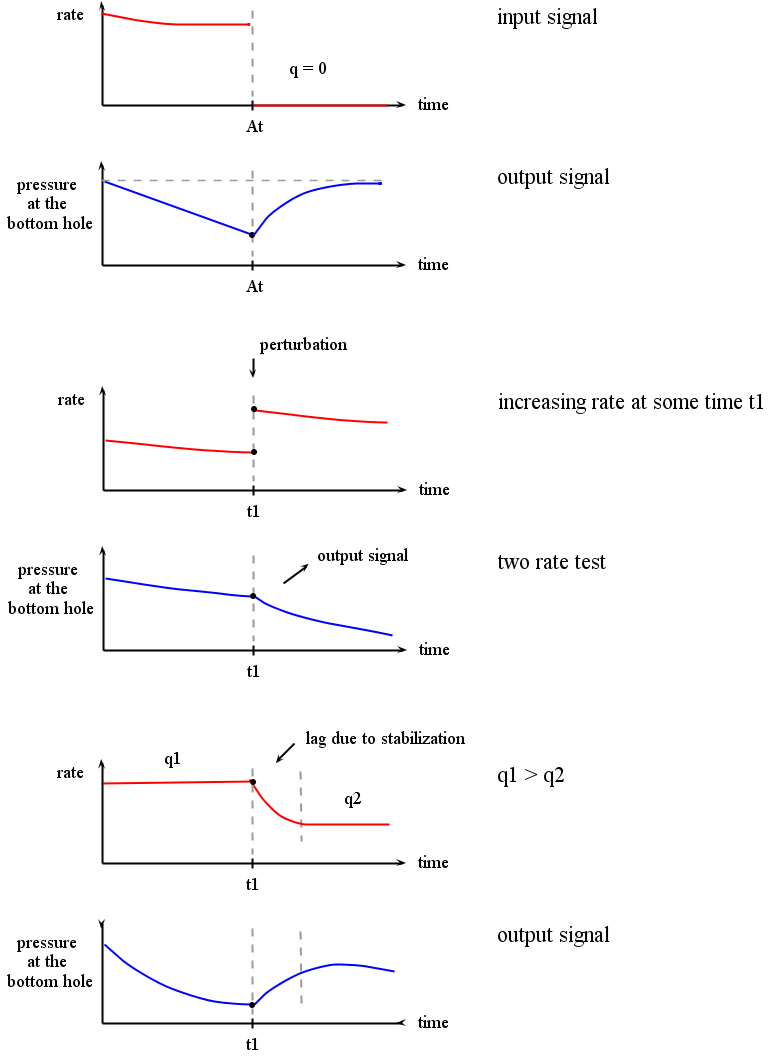 rate
input signal
q = 0
time
At
pressure
at the
bottom hole
output signal
time
At
perturbation
rate
increasing rate at some time t1
time
t1
output signal
two rate test
pressure
at the
bottom hole
time
t1
lag due to stabilization
q1
rate
q1 > q2
q2
time
t1
output signal
pressure
at the
bottom hole
time
t1